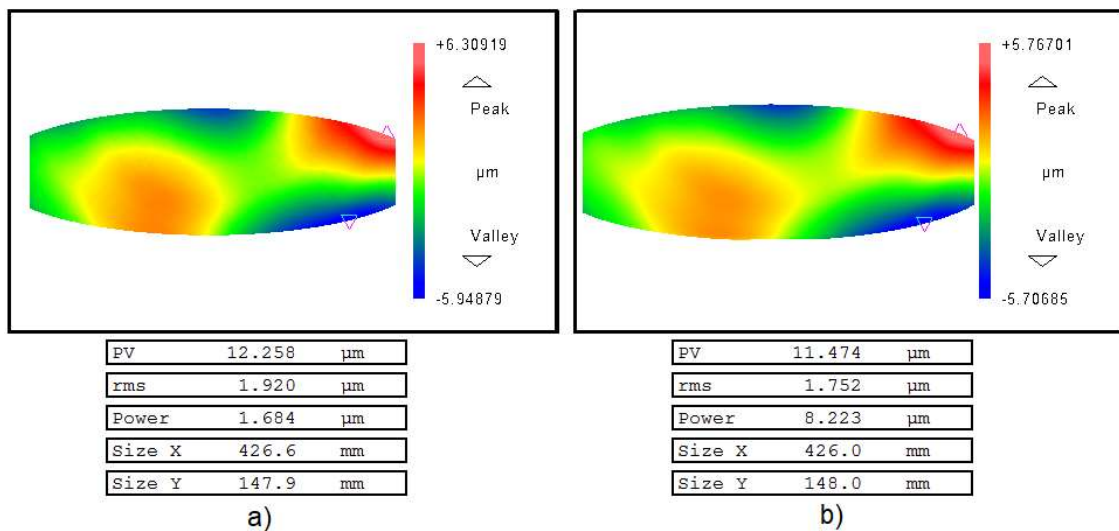 +6.30919
Peak
µm
Valley
-5.94879
PV 12.258 µm
rms 1.920 µm
Power 1.684 µm
Size X 426.6 mm
Size Y 147.9 mm
a)
+5.76701
Peak
µm
Valley
-5.70685
PV 11.474 µm
rms 1.752 µm
Power 8.223 µm
Size X 426.0 mm
Size Y 148.0 mm
b)